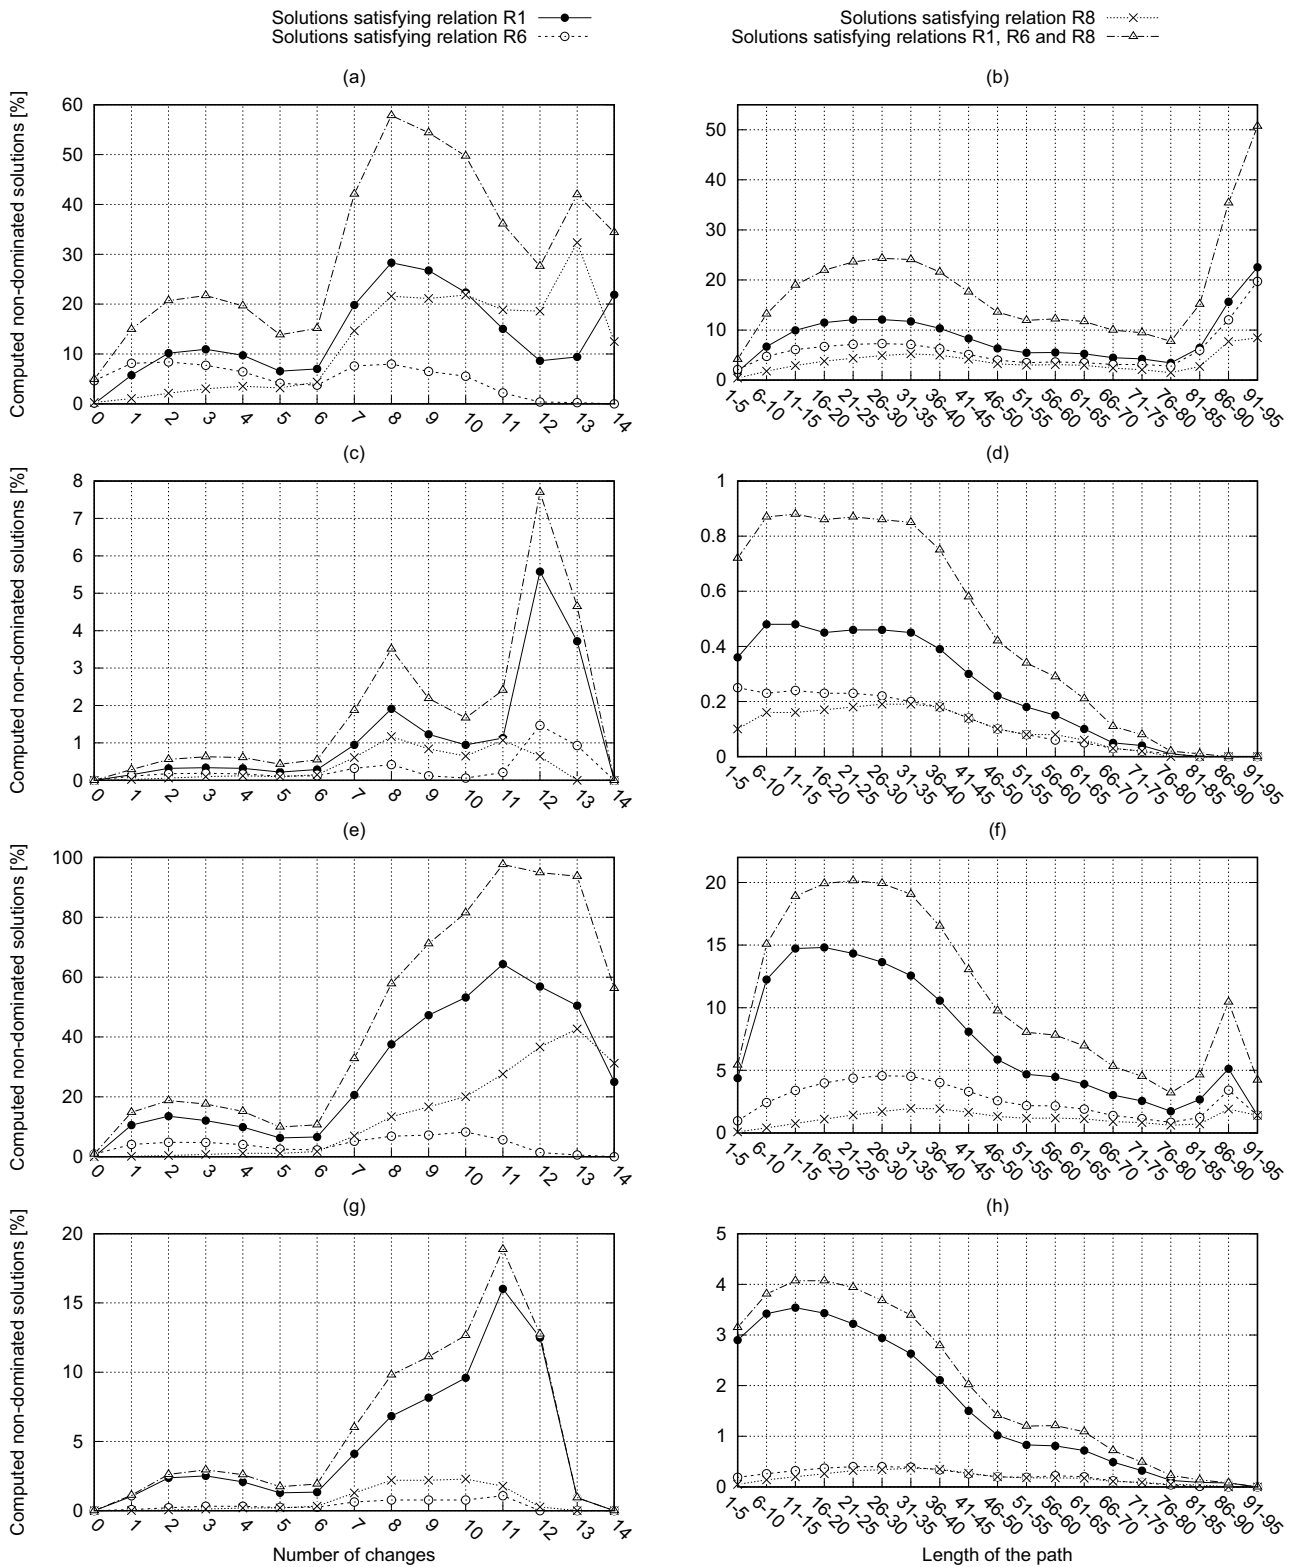 Solutions satisfying relation R1
Solutions satisfying relation R6
Solutions satisfying relation R8
Solutions satisfying relations R1, R6 and R8
(a)
Computed non-dominated solutions [%]
60
50
40
30
20
10
0
0 1 2 3 4 5 6 7 8 9 10 11 12 13 14
(b)
50
40
30
20
10
0
1-5 6-10 11-15 16-20 21-25 26-30 31-35 36-40 41-45 46-50 51-55 56-60 61-65 66-70 71-75 76-80 81-85 86-90 91-95
(c)
Computed non-dominated solutions [%]
8
7
6
5
4
3
2
1
0
0 1 2 3 4 5 6 7 8 9 10 11 12 13 14
(d)
1
0.8
0.6
0.4
0.2
0
1-5 6-10 11-15 16-20 21-25 26-30 31-35 36-40 41-45 46-50 51-55 56-60 61-65 66-70 71-75 76-80 81-85 86-90 91-95
(e)
Computed non-dominated solutions [%]
100
80
60
40
20
0
0 1 2 3 4 5 6 7 8 9 10 11 12 13 14
(f)
20
15
10
5
0
1-5 6-10 11-15 16-20 21-25 26-30 31-35 36-40 41-45 46-50 51-55 56-60 61-65 66-70 71-75 76-80 81-85 86-90 91-95
(g)
Computed non-dominated solutions [%]
20
15
10
5
0
0 1 2 3 4 5 6 7 8 9 10 11 12 13 14
Number of changes
(h)
5
4
3
2
1
0
1-5 6-10 11-15 16-20 21-25 26-30 31-35 36-40 41-45 46-50 51-55 56-60 61-65 66-70 71-75 76-80 81-85 86-90 91-95
Length of the path